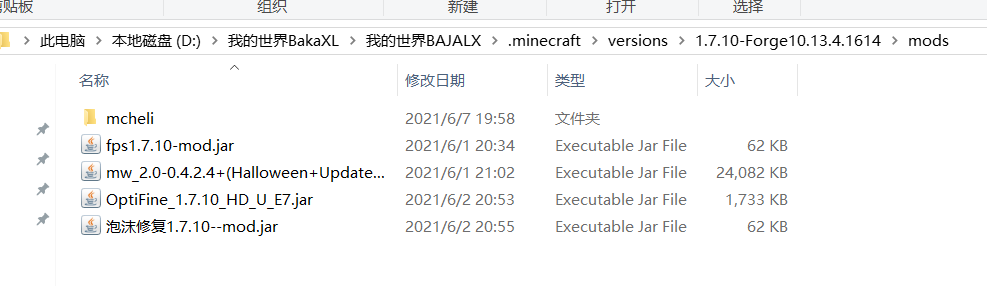 剪贴板 组织 新建 打开 选择
此电脑 > 本地磁盘 (D:) > 我的世界BakaXL > 我的世界BAJALX > .minecraft > versions > 1.7.10-Forge10.13.4.1614 > mods
名称 修改日期 类型 大小
mcheli 2021/6/7 19:58 文件夹
fps1.7.10-mod.jar 2021/6/1 20:34 Executable Jar File 62 KB
mw_2.0-0.4.2.4+(Halloween+Update... 2021/6/1 21:02 Executable Jar File 24,082 KB
OptiFine_1.7.10_HD_U_E7.jar 2021/6/2 20:53 Executable Jar File 1,733 KB
泡沫修复1.7.10--mod.jar 2021/6/2 20:55 Executable Jar File 62 KB